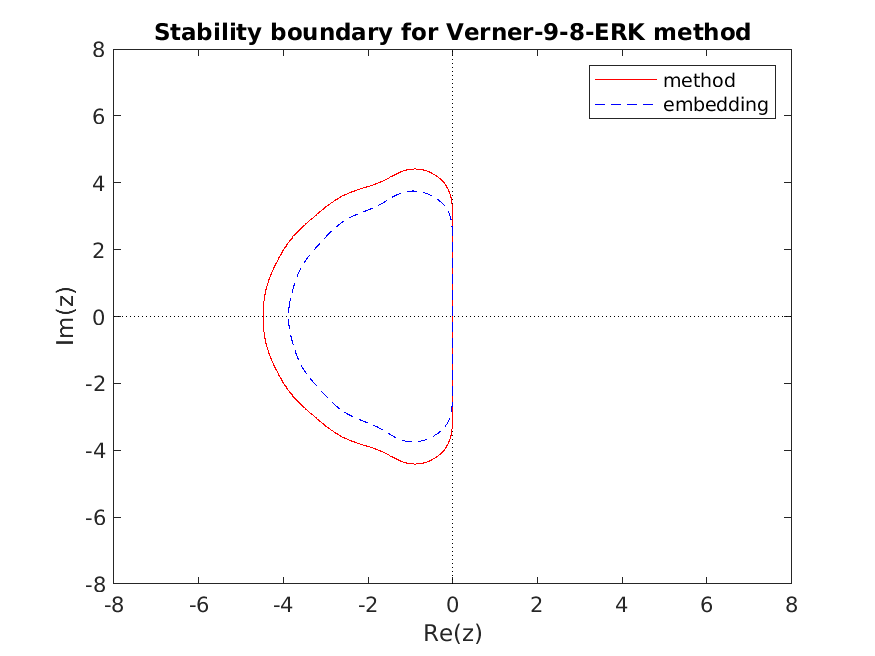 Stability boundary for Verner-9-8-ERK method
method
embedding
8
6
4
2
0
-2
-4
-6
-8
Im(z)
-8 -6 -4 -2 0 2 4 6 8
Re(z)